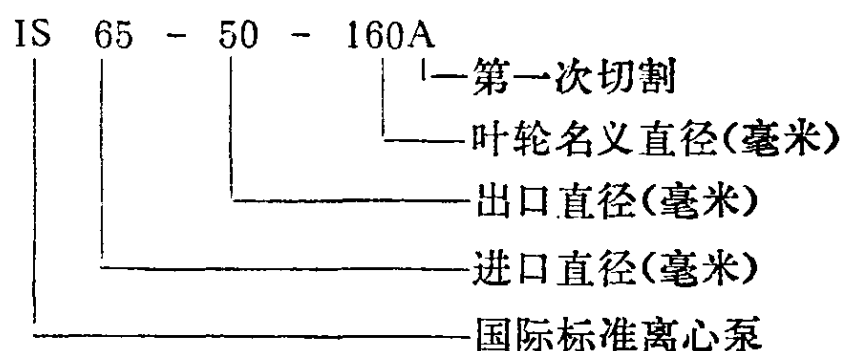 IS 65 - 50 - 160A
第一次切割
叶轮名义直径(毫米)
出口直径(毫米)
进口直径(毫米)
国际标准离心泵